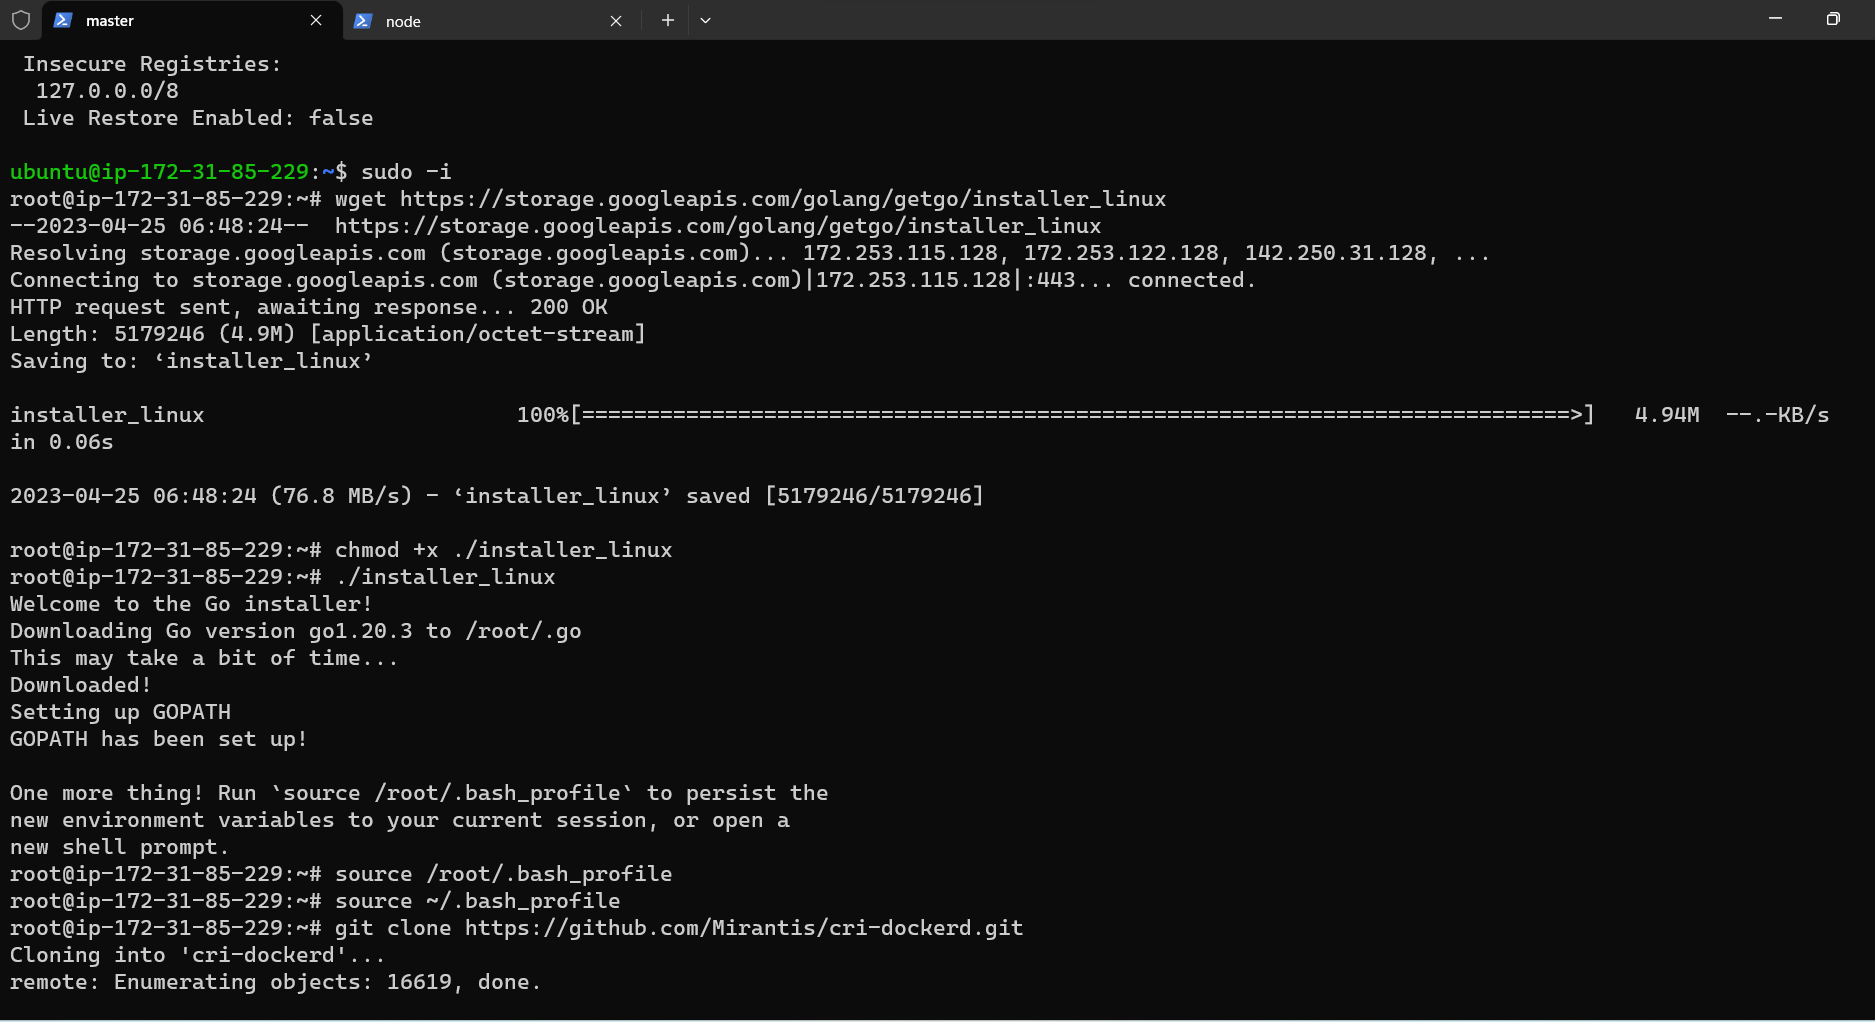 master
node
Insecure Registries:
127.0.0.0/8
Live Restore Enabled: false
ubuntu@ip-172-31-85-229:~$ sudo -i
root@ip-172-31-85-229:~# wget https://storage.googleapis.com/golang/getgo/installer_linux
--2023-04-25 06:48:24--  https://storage.googleapis.com/golang/getgo/installer_linux
Resolving storage.googleapis.com (storage.googleapis.com)... 172.253.115.128, 172.253.122.128, 142.250.31.128, ...
Connecting to storage.googleapis.com (storage.googleapis.com)|172.253.115.128|:443... connected.
HTTP request sent, awaiting response... 200 OK
Length: 5179246 (4.9M) [application/octet-stream]
Saving to: ‘installer_linux’
installer_linux 100%[============================================================================>] 4.94M --.-KB/s
in 0.06s
2023-04-25 06:48:24 (76.8 MB/s) - ‘installer_linux’ saved [5179246/5179246]
root@ip-172-31-85-229:~# chmod +x ./installer_linux
root@ip-172-31-85-229:~# ./installer_linux
Welcome to the Go installer!
Downloading Go version go1.20.3 to /root/.go
This may take a bit of time...
Downloaded!
Setting up GOPATH
GOPATH has been set up!
One more thing! Run `source /root/.bash_profile` to persist the
new environment variables to your current session, or open a
new shell prompt.
root@ip-172-31-85-229:~# source /root/.bash_profile
root@ip-172-31-85-229:~# source ~/.bash_profile
root@ip-172-31-85-229:~# git clone https://github.com/Mirantis/cri-dockerd.git
Cloning into 'cri-dockerd'...
remote: Enumerating objects: 16619, done.